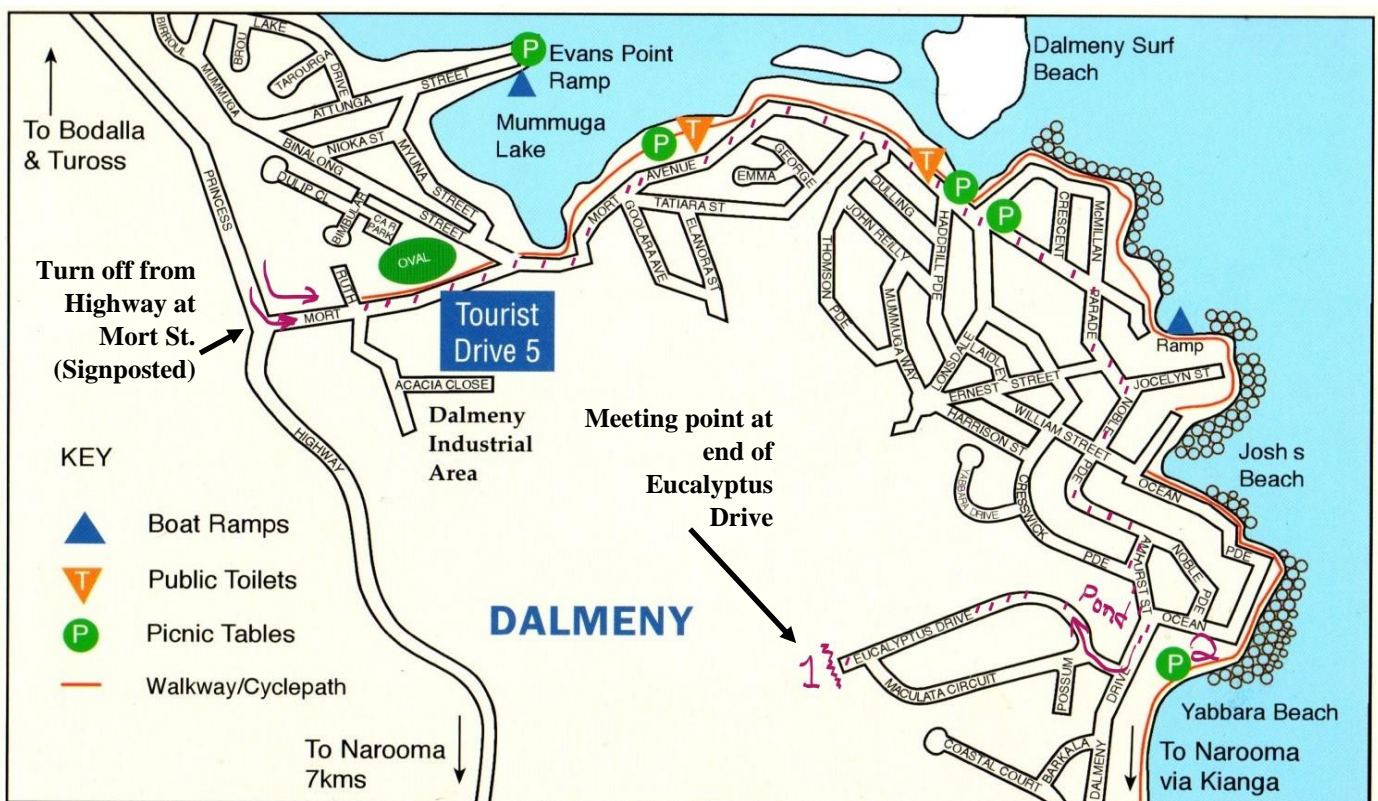 To Bodalla
& Tuross
BIRROUL
LAKE
BROU
TAROURGA
DRIVE
MUMMUGA
ATTUNGA
STREET
P
Evans Point
Ramp
Mummuga
Lake
Dalmeny Surf
Beach
NIOKA ST
BINALONG
STREET
MYUNA
STREET
DULIP CL
BIMBULAR
CAR
PARK
OVAL
PRINCESS
HIGHWAY
RUTH
MORT
Turn off from
Highway at
Mort St.
(Signposted)
Tourist
Drive 5
ACACIA CLOSE
Dalmeny
Industrial
Area
P
T
MORT
AVENUE
GOOLARA AVE
TATIARA ST
ELANORA ST
EMMA
GEORGE
T
P
P
THOMSON PDE
JOHN REILLY
DULLING
HADDRILL PDE
MUMMUGA WAY
LONSDALE
LAIDLEY
ERNEST STREET
CRESCENT
McMILLAN
PARADE
Ramp
JOCELYN ST
NOBLE
PDE
WILLIAM STREET
HARRISON ST
YABBARA DRIVE
CRESWICK
PDE
OCEAN
PDE
Josh s
Beach
AMHURST ST
NOBLE
PDE
OCEAN
Meeting point at
end of
Eucalyptus
Drive
KEY
Boat Ramps
T
Public Toilets
P
Picnic Tables
Walkway/Cyclepath
DALMENY
Pond
1
EUCALYPTUS DRIVE
MACULATA CIRCUIT
POSSUM
P
2
Yabbara Beach
DRIVE
DALMENY
COASTAL COURT
BARKALA
To Narooma
7kms
To Narooma
via Kianga